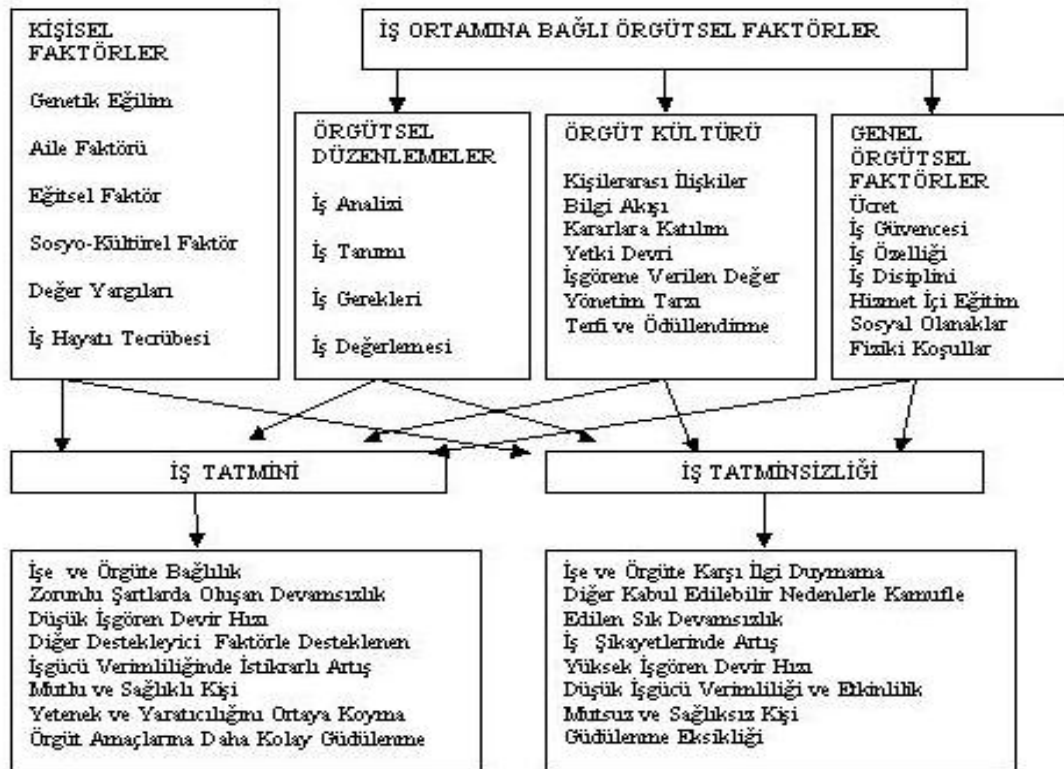 KİŞİSEL
FAKTÖRLER
Genetik Eğilim
Aile Faktörü
Eğitsel Faktör
Sosyo-Kültürel Faktör
Değer Yargıları
İş Hayatı Tecrübesi
İŞ ORTAMINA BAĞLI ÖRGÜTSEL FAKTÖRLER
ÖRGÜTSEL
DÜZENLEMELER
İş Analizi
İş Tanımı
İş Gerekleri
İş Değerlemesi
ÖRGÜT KÜLTÜRÜ
Kişilerarası İlişkiler
Bilgi Akışı
Kararlara Katılım
Yetki Devri
İşgörene Verilen Değer
Yönetim Tarzı
Terfi ve Ödüllendirme
GENEL
ÖRGÜTSEL
FAKTÖRLER
Ücret
İş Güvencesi
İş Özelliği
İş Disiplini
Hizmet İçi Eğitim
Sosyal Olanaklar
Fiziki Koşullar
İŞ TATMİNİ
İŞ TATMİNSİZLİĞİ
İşe ve Örgüte Bağlılık
Zorunlu Şartlarda Oluşan Devamsızlık
Düşük İşgören Devir Hızı
Diğer Destekleyici Faktörle Desteklenen
İşgücü Verimliliğinde İstikrarlı Artış
Mutlu ve Sağlıklı Kişi
Yetenek ve Yaratıcılığını Ortaya Koyma
Örgüt Amaçlarına Daha Kolay Güdülenme
İşe ve Örgüte Karşı İlgi Duymama
Diğer Kabul Edilebilir Nedenlerle Kamufle
Edilen Sık Devamsızlık
İş Şikayetlerinde Artış
Yüksek İşgören Devir Hızı
Düşük İşgücü Verimliliği ve Etkinlilik
Mutsuz ve Sağlıksız Kişi
Güdülenme Eksikliği